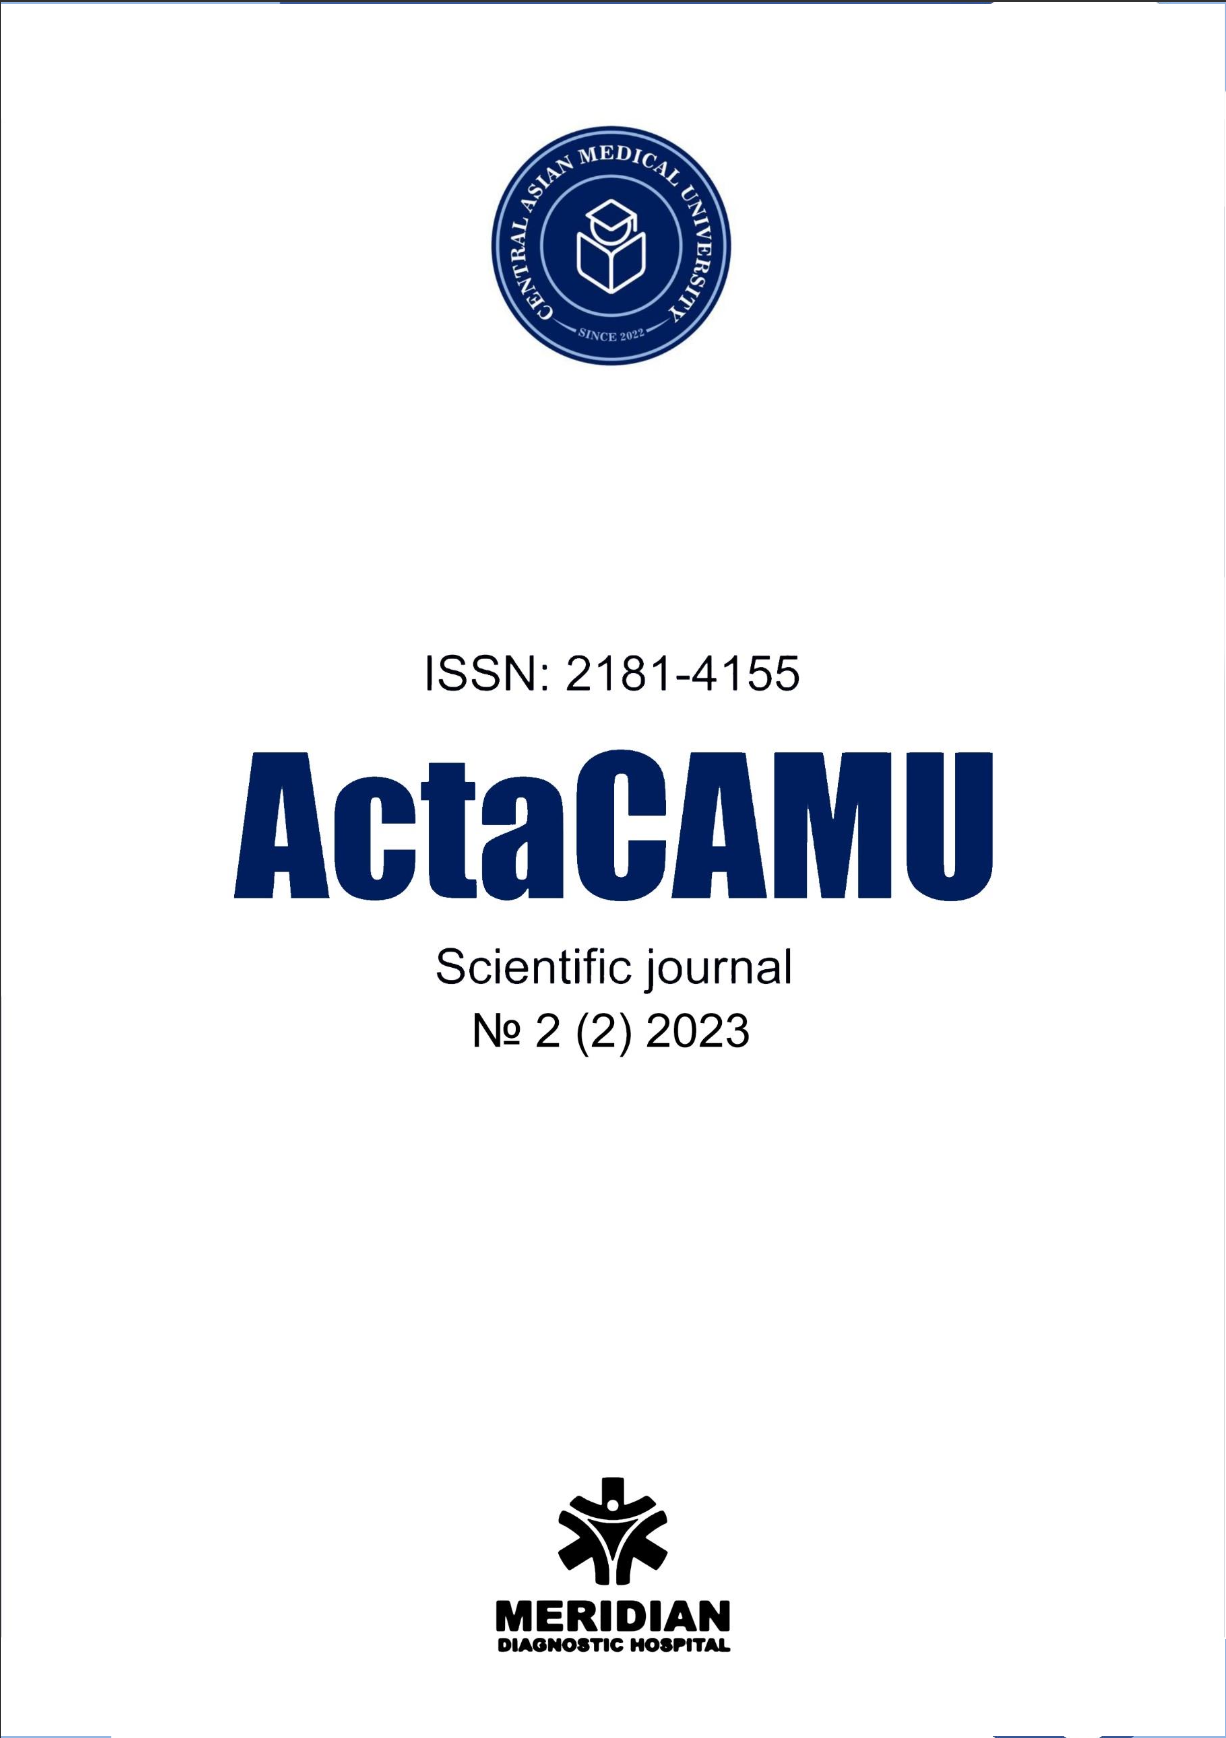 CENTRAL ASIAN MEDICAL UNIVERSITY
SINCE 2022
ISSN: 2181-4155
ActaCAMU
Scientific journal
№ 2 (2) 2023
MERIDIAN
DIAGNOSTIC HOSPITAL